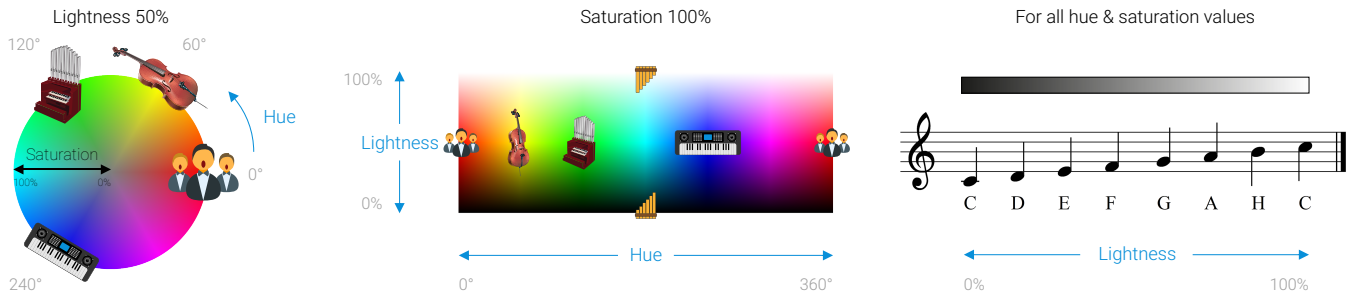 Lightness 50%
120°
60°
Hue
Saturation
100%
0%
0°
240°
Saturation 100%
100%
Lightness
0%
Hue
0°
360°
For all hue & saturation values
C D E F G A H C
Lightness
0%
100%